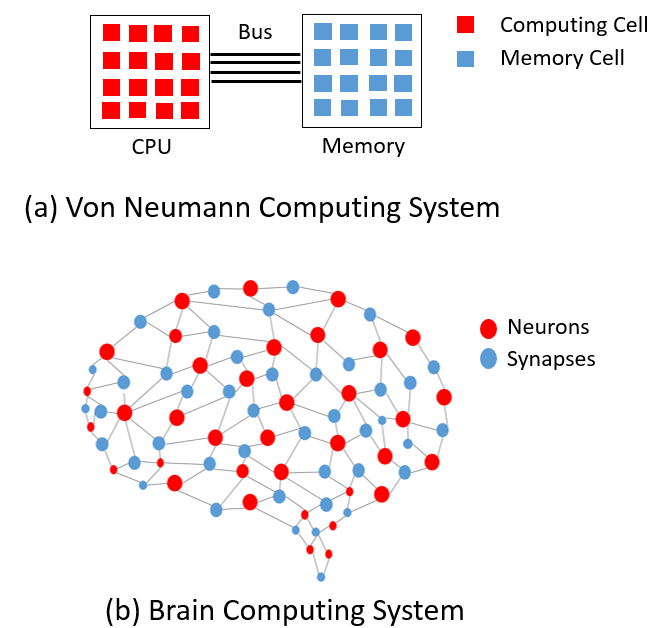 Bus
Computing Cell
Memory Cell
CPU
Memory
(a) Von Neumann Computing System
Neurons
Synapses
(b) Brain Computing System